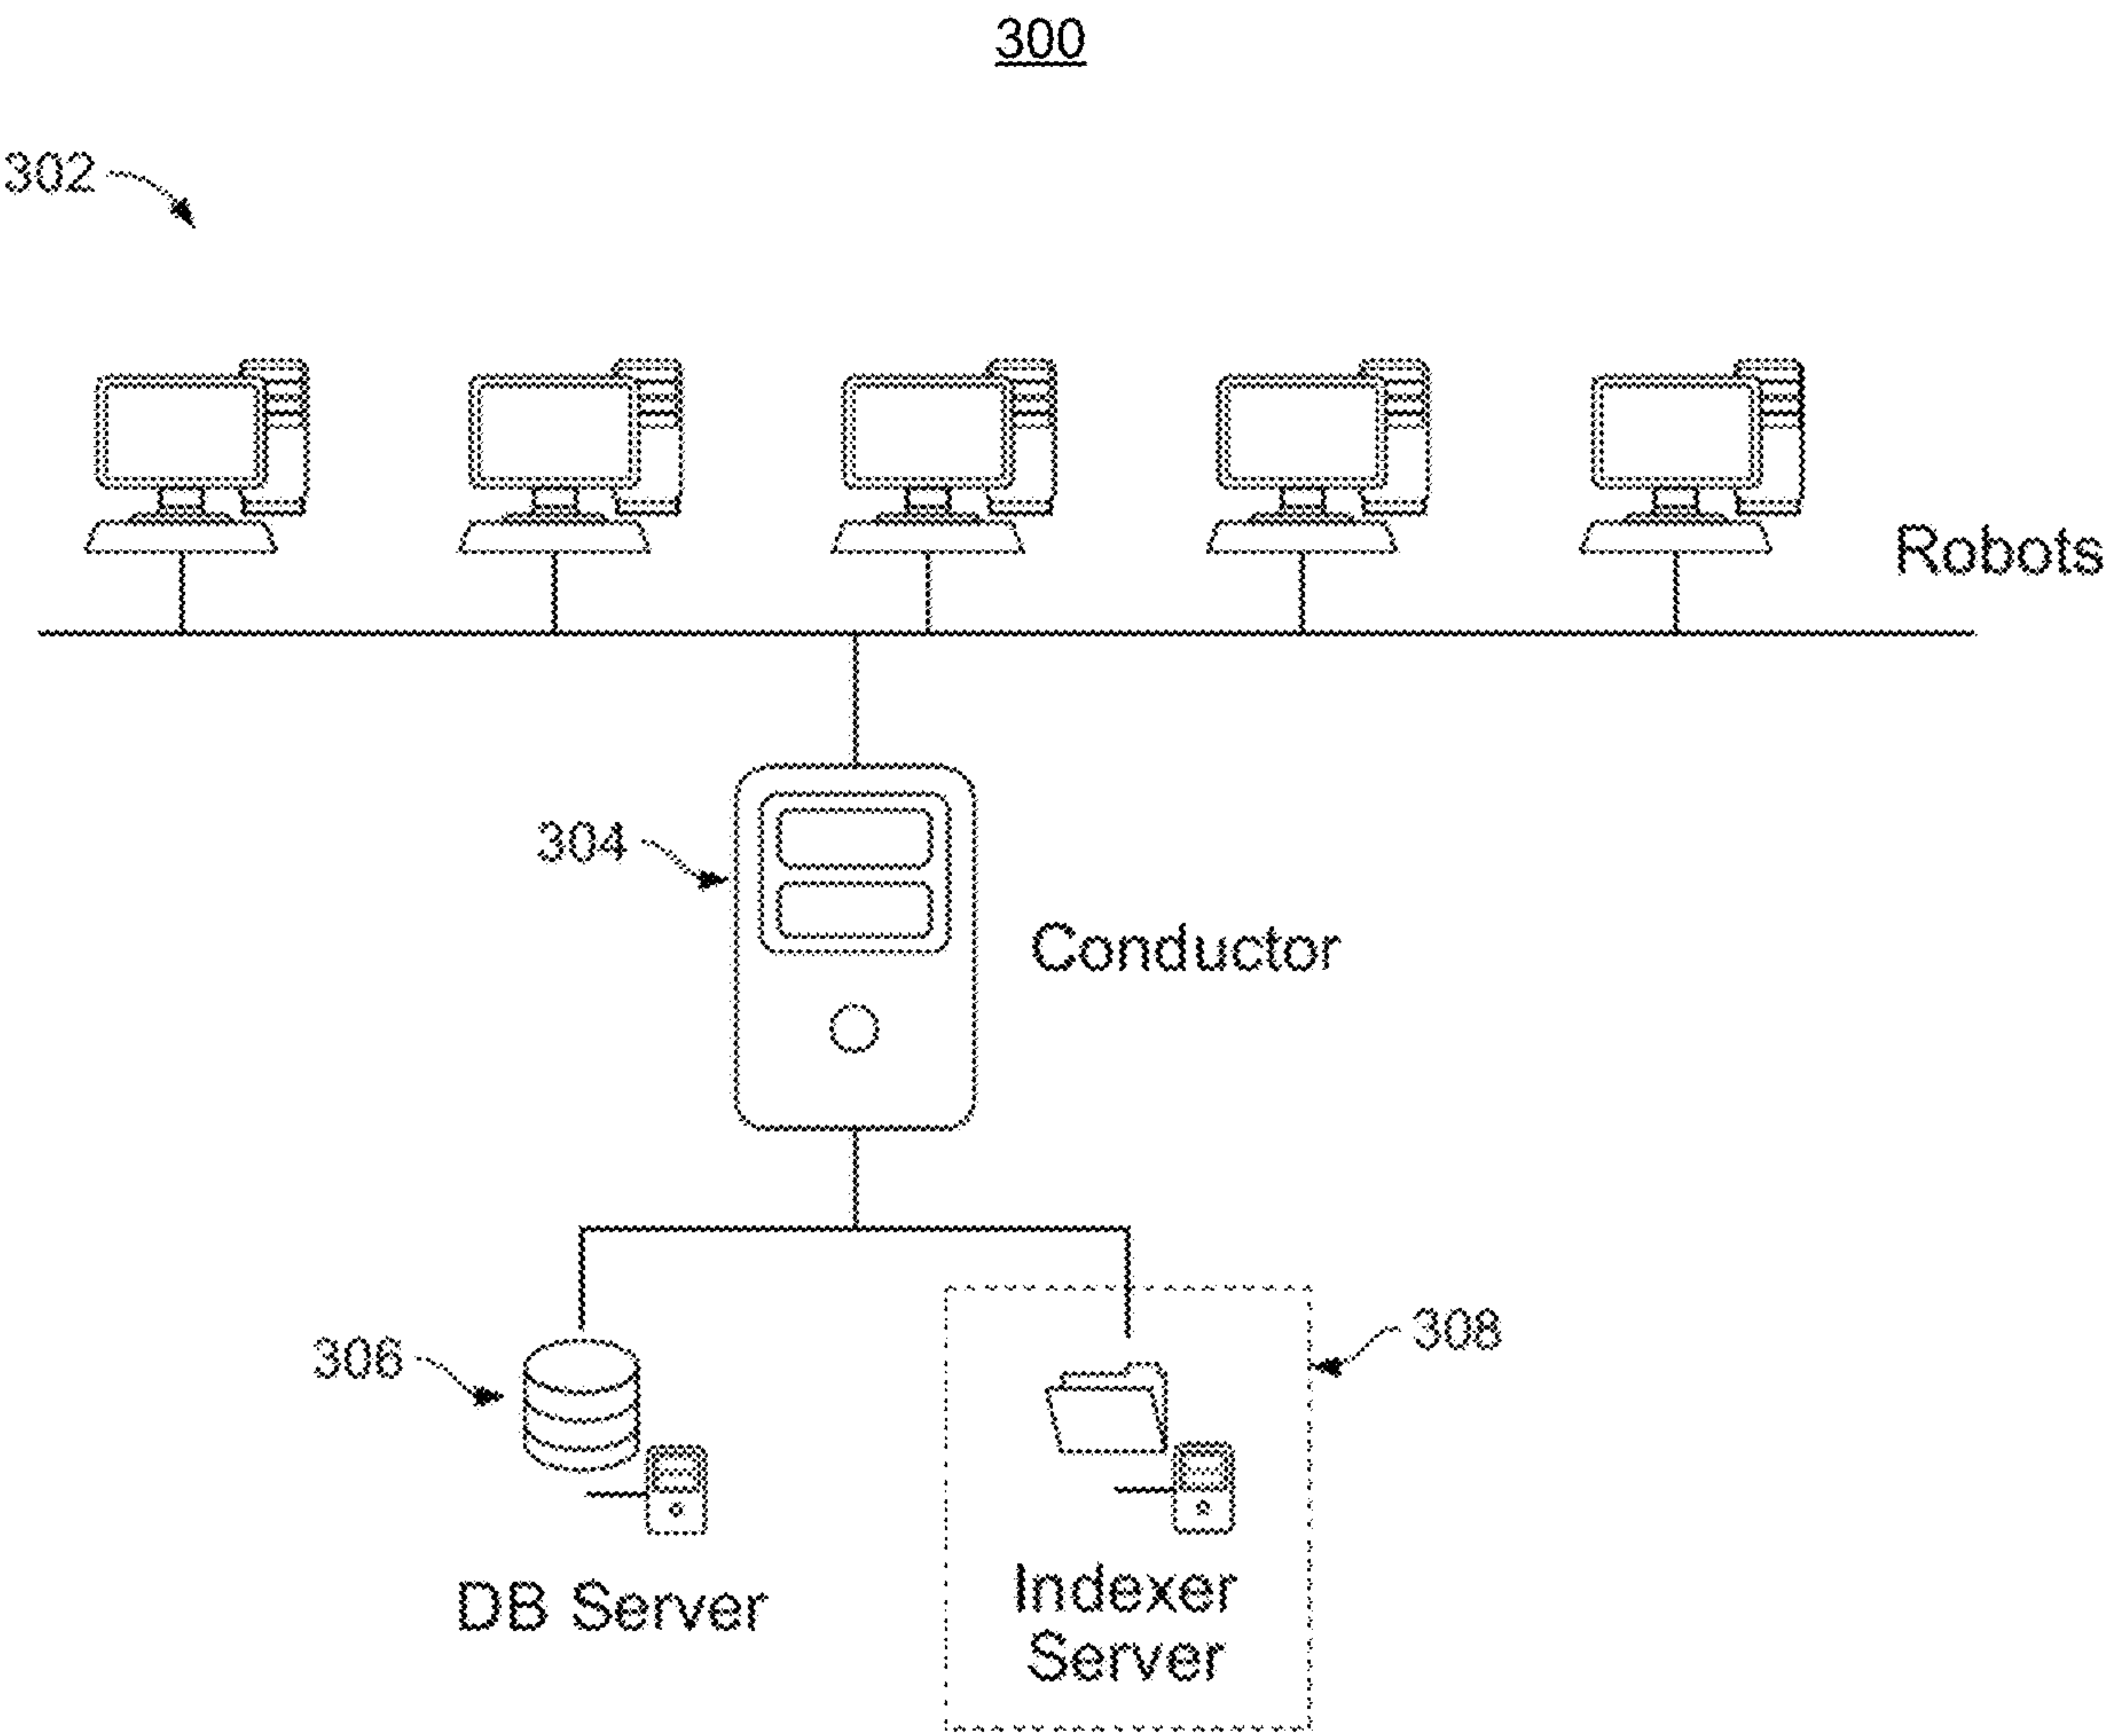 300
302
Robots
304
Conductor
306
308
DB Server
Indexer
Server